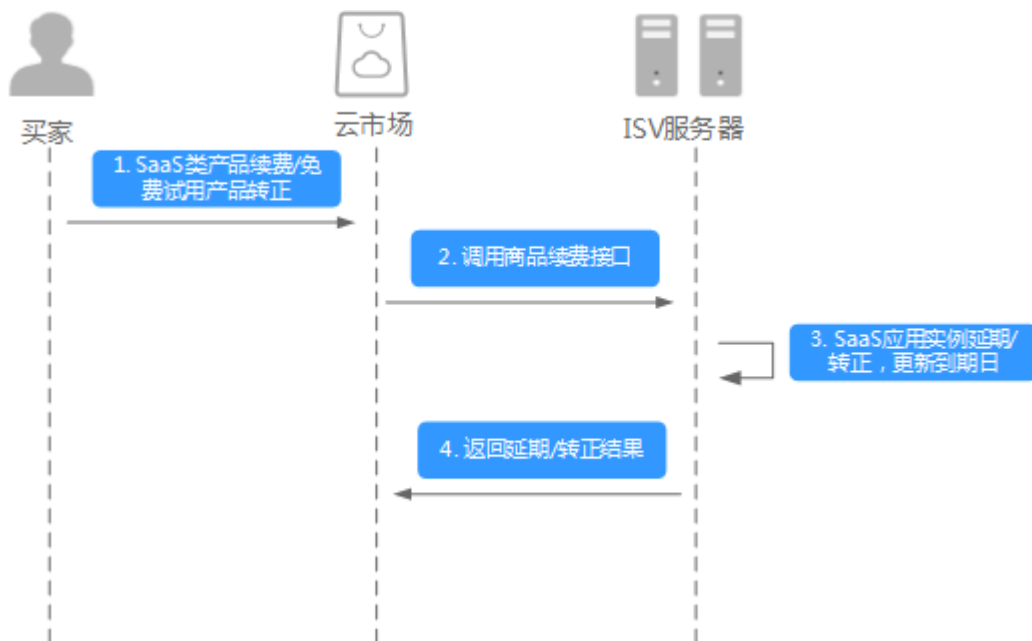 买家
云市场
ISV服务器
1. SaaS类产品续费/免
费试用产品转正
2. 调用商品续费接口
3. SaaS应用实例延期/
转正，更新到期日
4. 返回延期/转正结果